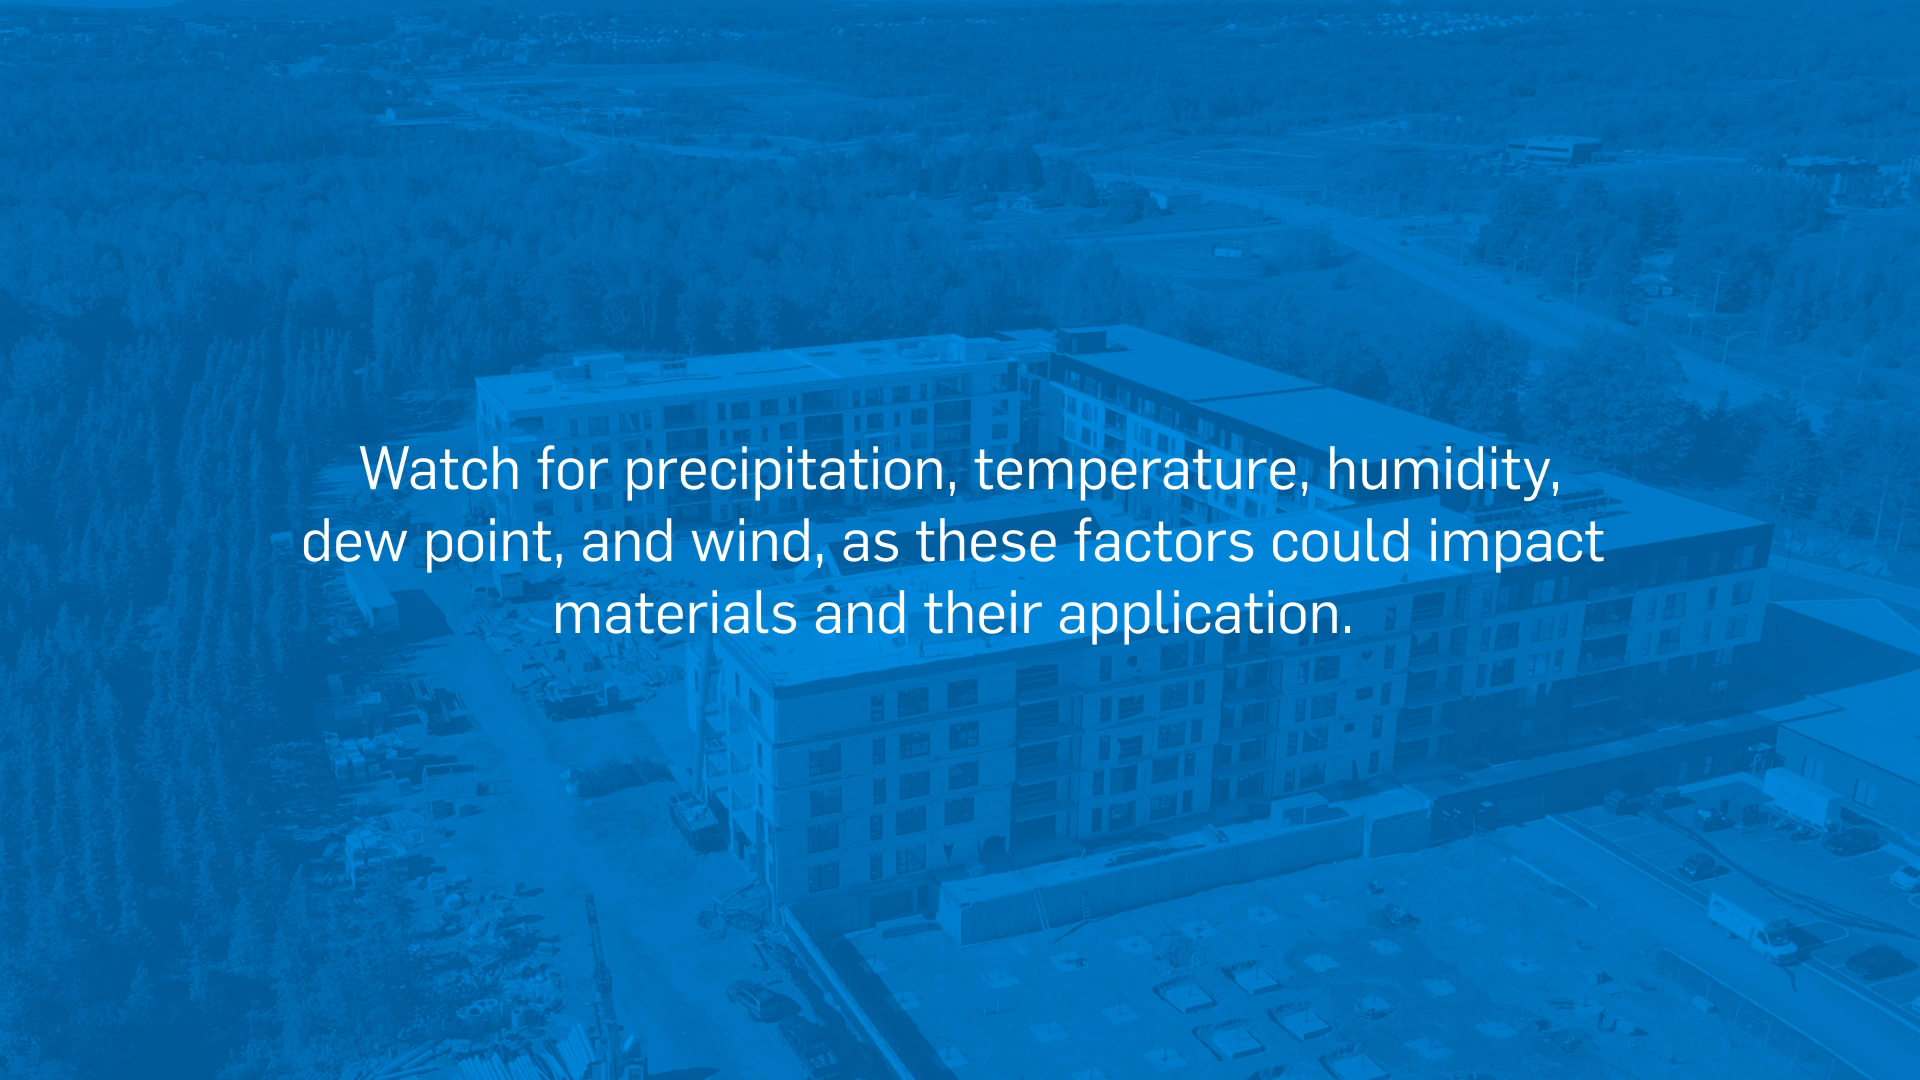 Watch for precipitation, temperature, humidity,
dew point, and wind, as these factors could impact
materials and their application.